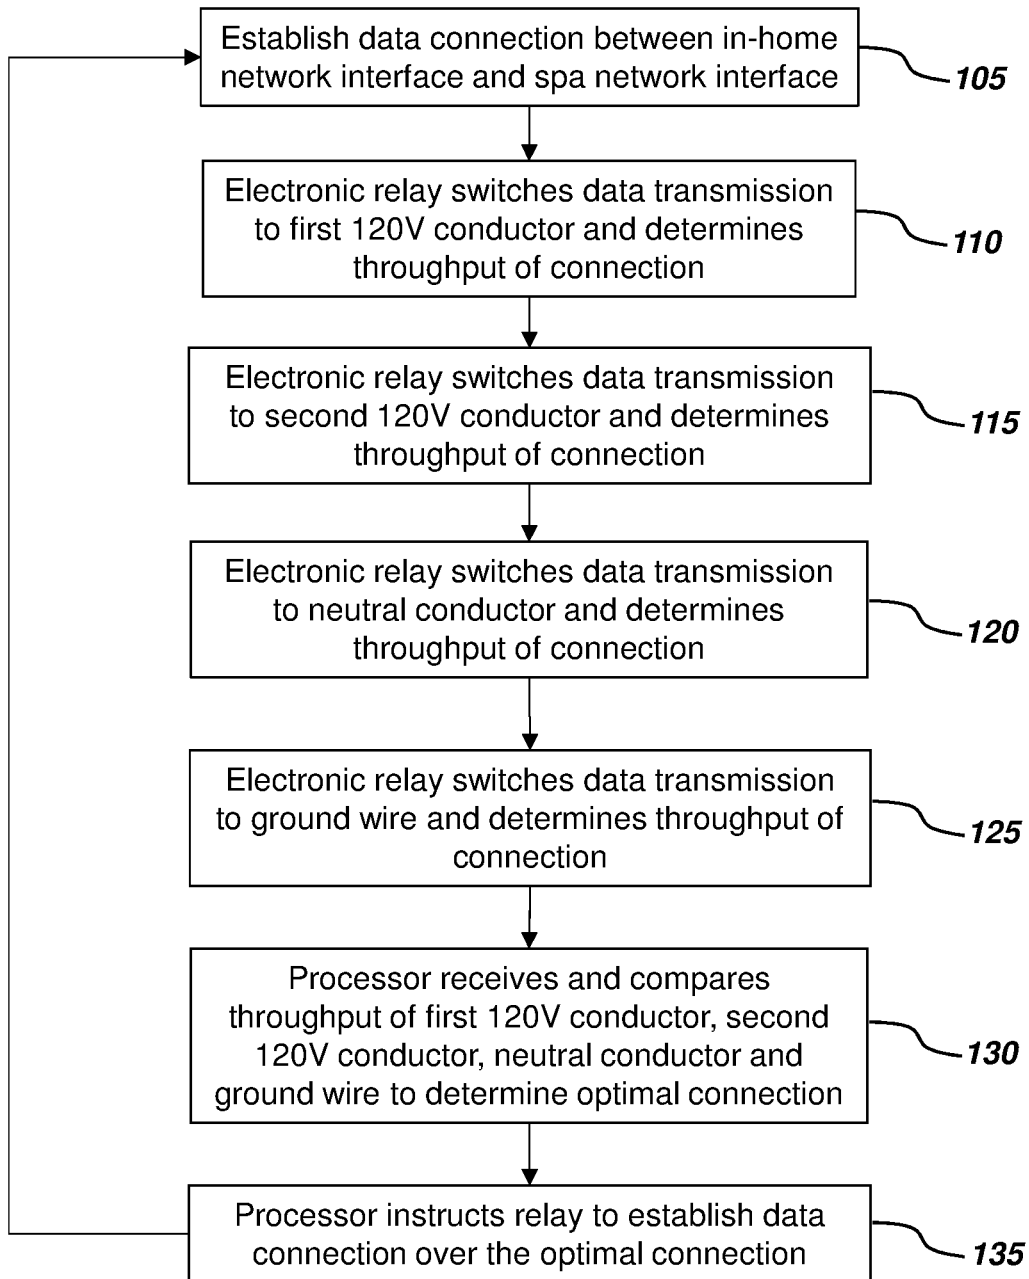 Establish data connection between in-home
network interface and spa network interface
105
Electronic relay switches data transmission
to first 120V conductor and determines
throughput of connection
110
Electronic relay switches data transmission
to second 120V conductor and determines
throughput of connection
115
Electronic relay switches data transmission
to neutral conductor and determines
throughput of connection
120
Electronic relay switches data transmission
to ground wire and determines throughput of
connection
125
Processor receives and compares
throughput of first 120V conductor, second
120V conductor, neutral conductor and
ground wire to determine optimal connection
130
Processor instructs relay to establish data
connection over the optimal connection
135